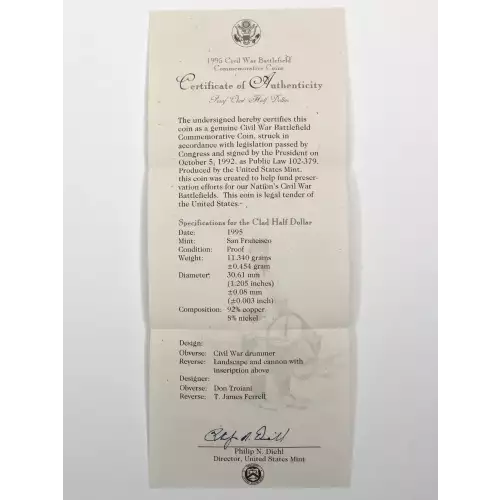 1995 Civil War Battlefield
Commemorative Coins
Certificate of Authenticity
Proof Clad Half Dollar
The undersigned hereby certifies this
coin as a genuine Civil War Battlefield
Commemorative Coin, struck in
accordance with legislation passed by
Congress and signed by the President on
October 5, 1992, as Public Law 102-379.
Produced by the United States Mint,
this coin was created to help fund preser-
vation efforts for our Nation's Civil War
Battlefields. This coin is legal tender of
the United States.
Specifications for the Clad Half Dollar
Date: 1995
Mint: San Francisco
Condition: Proof
Weight: 11.340 grams
±0.454 gram
Diameter: 30.61 mm
(1.205 inches)
±0.08 mm
(±0.003 inch)
Composition: 92% copper
8% nickel
Design:
Obverse: Civil War drummer
Reverse: Landscape and cannon with
inscription above
Designer:
Obverse: Don Troiani
Reverse: T. James Ferrell
Philip N. Diehl
Philip N. Diehl
Director, United States Mint